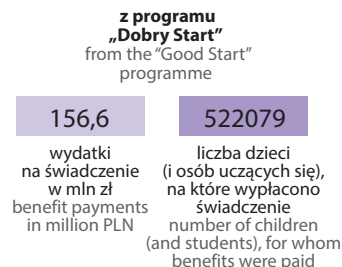 z programu
„Dobry Start”
from the “Good Start”
programme
156,6
wydatki
na świadczenie
w mln zł
benefit payments
in million PLN
522079
liczba dzieci
(i osób uczących się),
na które wypłacono
świadczenie
number of children
(and students), for whom
benefits were paid